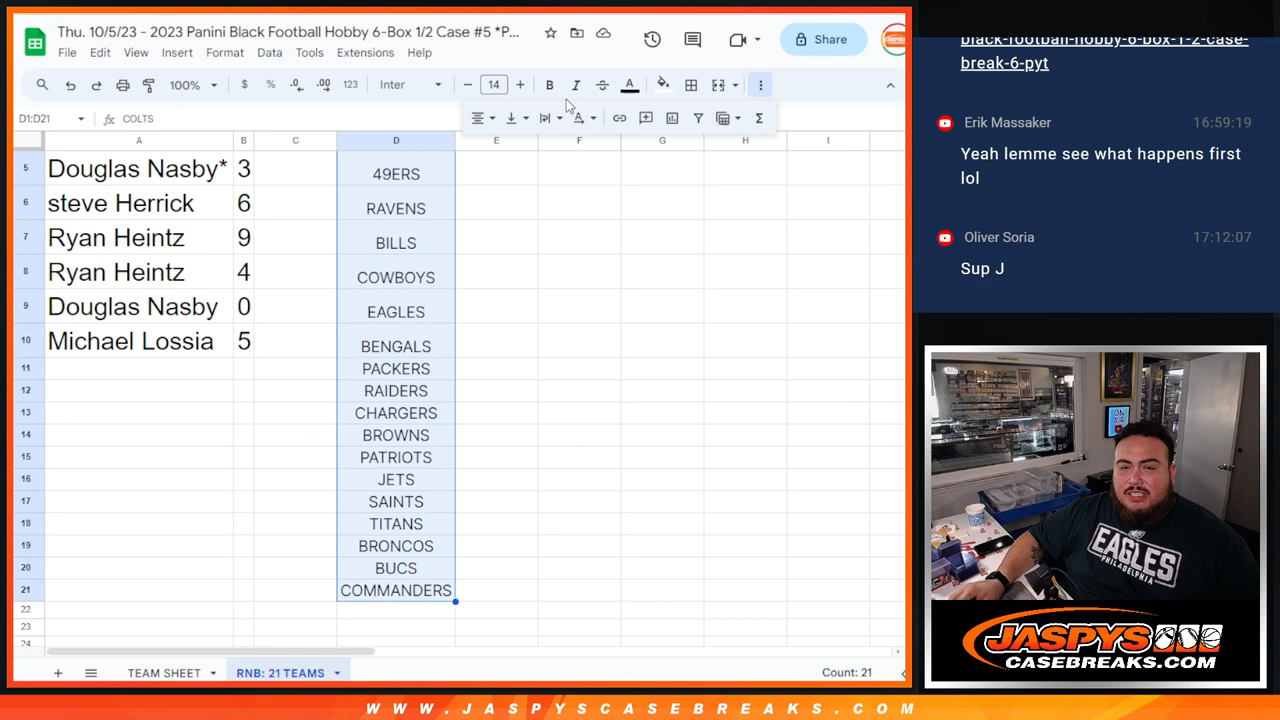 Thu. 10/5/23 - 2023 Panini Black Football Hobby 6-Box 1/2 Case #5 *P...
Share
File Edit View Insert Format Data Tools Extensions Help
100% $ % .0 .00 123 Inter 14 B I A
D1:D21 fx COLTS
A B C D E F G H I
5 Douglas Nasby* 3 49ERS
6 steve Herrick 6 RAVENS
7 Ryan Heintz 9 BILLS
8 Ryan Heintz 4 COWBOYS
9 Douglas Nasby 0 EAGLES
10 Michael Lossia 5 BENGALS
11 PACKERS
12 RAIDERS
13 CHARGERS
14 BROWNS
15 PATRIOTS
16 JETS
17 SAINTS
18 TITANS
19 BRONCOS
20 BUCS
21 COMMANDERS
22
23
24
TEAM SHEET RNB: 21 TEAMS Count: 21
black-football-hobby-6-box-1-2-case-
break-6-pyt
Erik Massaker 16:59:19
Yeah lemme see what happens first
lol
Oliver Soria 17:12:07
Sup J
EAGLES
PHILADELPHIA
JASPYS
CASEBREAKS.COM
WWW.JASPYSCASEBREAKS.COM